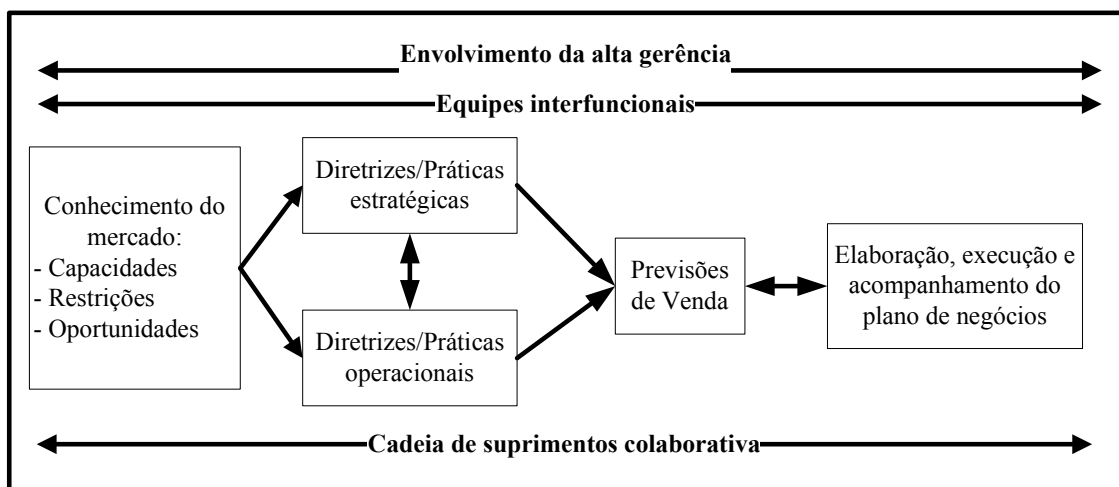 Envolvimento da alta gerência
Equipes interfuncionais
Conhecimento do
mercado:
- Capacidades
- Restrições
- Oportunidades
Diretrizes/Práticas
estratégicas
Diretrizes/Práticas
operacionais
Previsões
de Venda
Elaboração, execução e
acompanhamento do
plano de negócios
Cadeia de suprimentos colaborativa